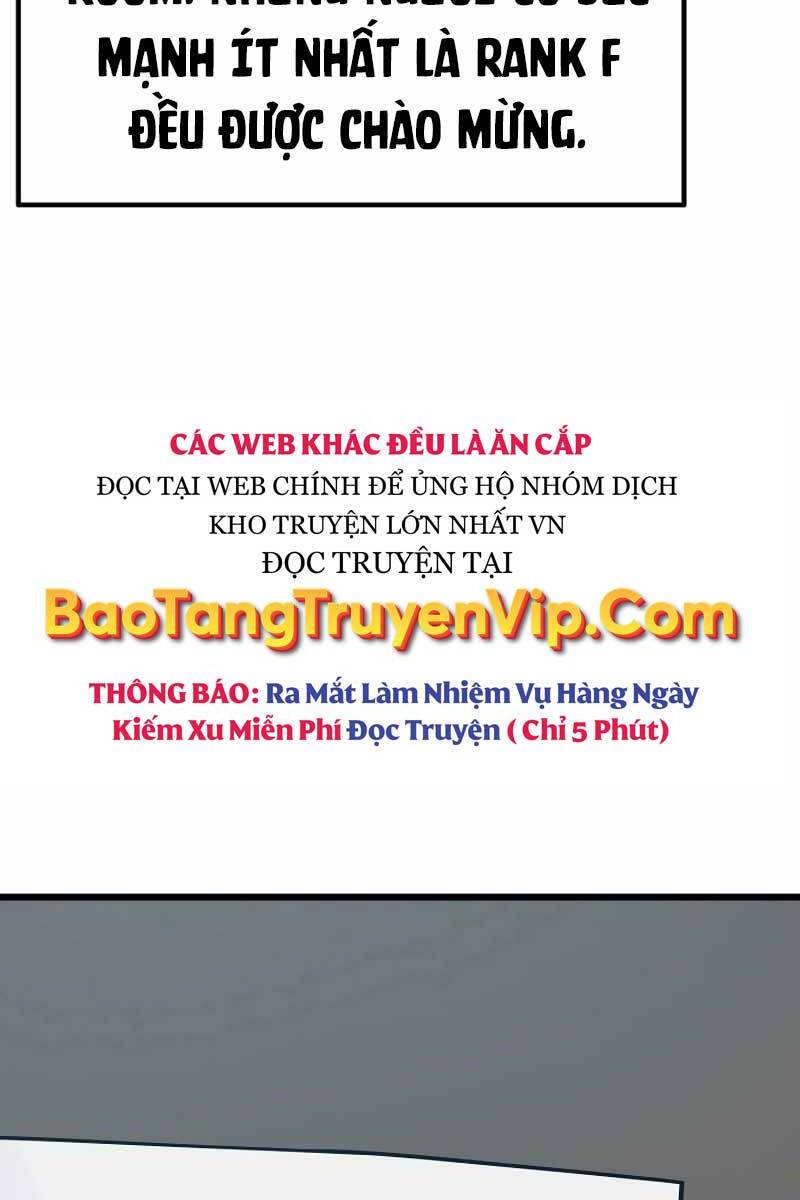 MẠNH ÍT NHẤT LÀ RANK F
ĐỀU ĐƯỢC CHÀO MỪNG.
CÁC WEB KHÁC ĐỀU LÀ ĂN CẮP
ĐỌC TẠI WEB CHÍNH ĐỂ ỦNG HỘ NHÓM DỊCH
KHO TRUYỆN LỚN NHẤT VN
ĐỌC TRUYỆN TẠI
BaoTangTruyenVip.Com
THÔNG BÁO: Ra Mắt Làm Nhiệm Vụ Hàng Ngày
Kiếm Xu Miễn Phí Đọc Truyện ( Chỉ 5 Phút)